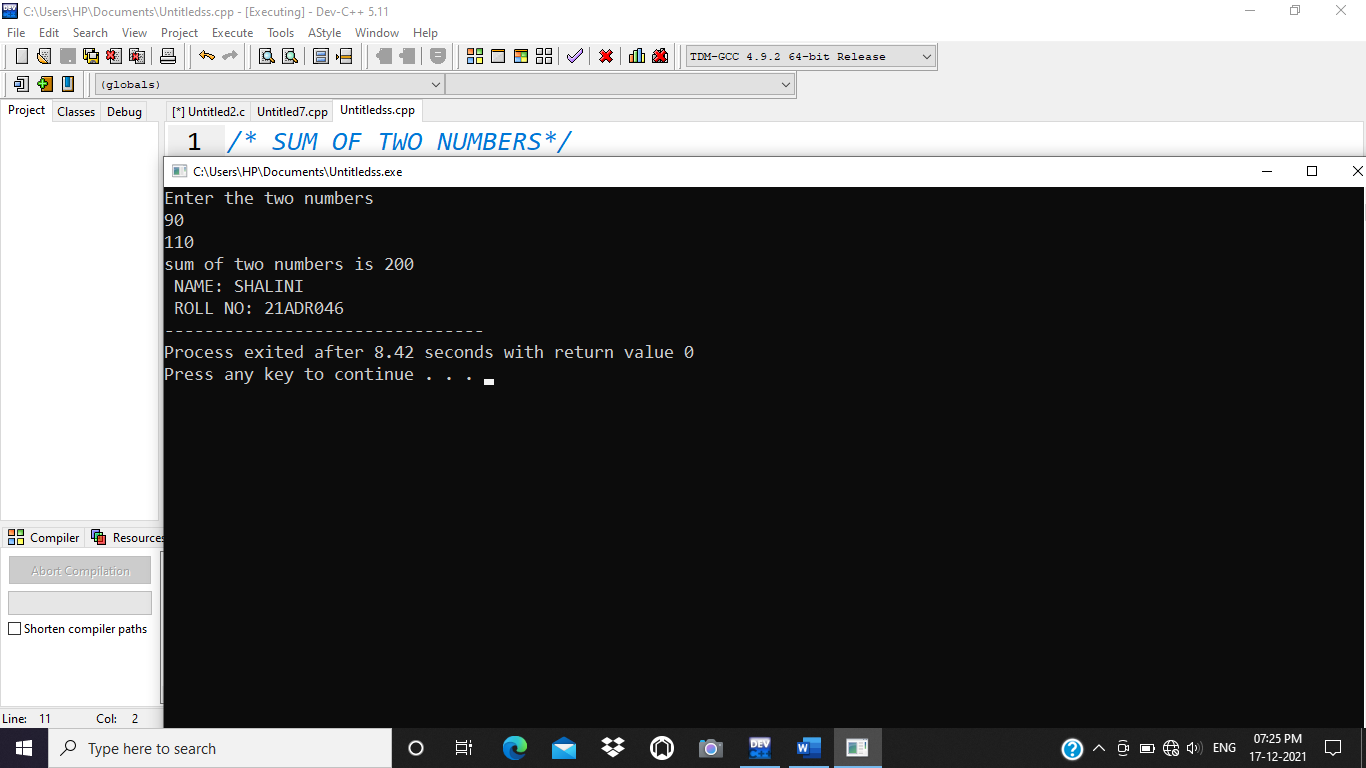 C:\Users\HP\Documents\Untitledss.cpp - [Executing] - Dev-C++ 5.11
File Edit Search View Project Execute Tools AStyle Window Help
TDM-GCC 4.9.2 64-bit Release
(globals)
Project Classes Debug [*] Untitled2.c Untitled7.cpp Untitledss.cpp
1 /* SUM OF TWO NUMBERS*/
C:\Users\HP\Documents\Untitledss.exe
Enter the two numbers
90
110
sum of two numbers is 200
NAME: SHALINI
ROLL NO: 21ADR046
--------------------------------
Process exited after 8.42 seconds with return value 0
Press any key to continue . . .
Compiler Resources
Abort Compilation
Shorten compiler paths
Line: 11 Col: 2
Type here to search
DEV
W
?
ENG
07:25 PM
17-12-2021